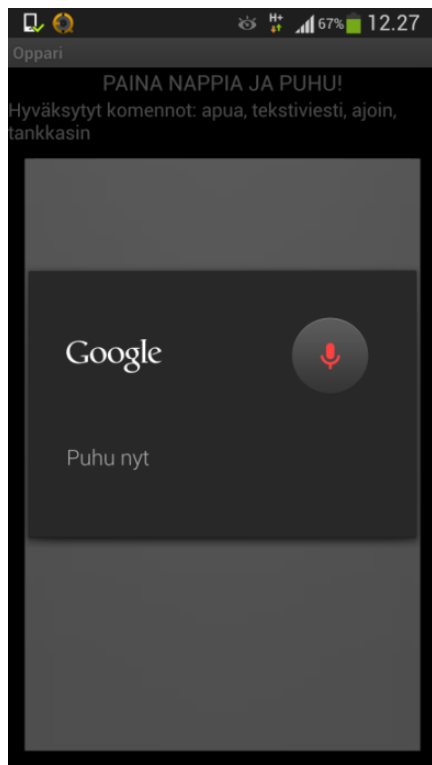 H+
67%
12.27
Oppari
PAINA NAPPIA JA PUHU!
Hyväksytyt komennot: apua, tekstiviesti, ajoin,
tankkasin
Google
Puhu nyt